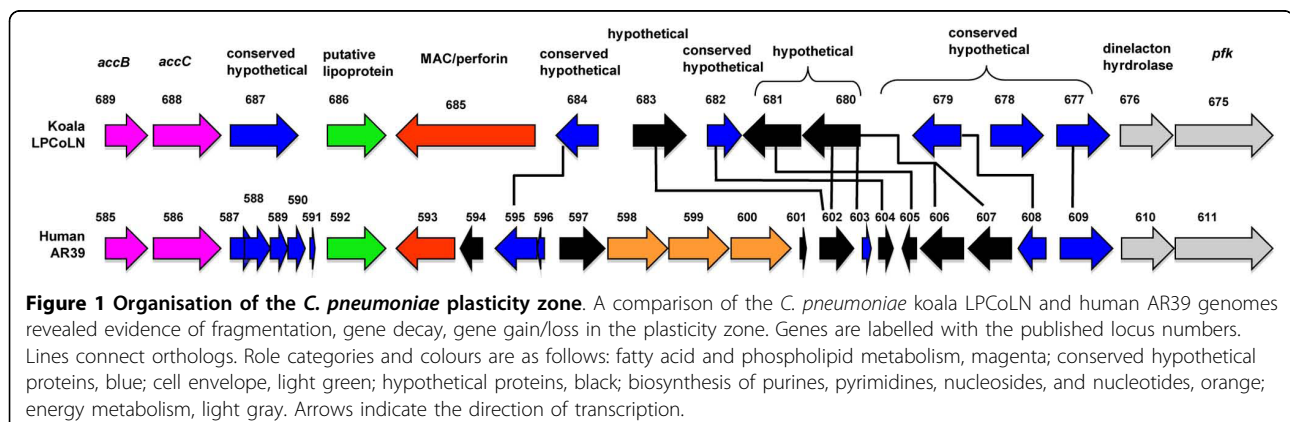 hypothetical
conserved
accB accC conserved hypothetical putative lipoprotein MAC/perforin conserved hypothetical conserved hypothetical hypothetical hypothetical dinelacton hyrdrolase pfk
689 688 687 686 685 684 683 682 681 680 679 678 677 676 675
Koala
LPCoLN
588 590
585 586 587 589 591 592 593 594 595 596 597 598 599 600 601 602 603 604 605 606 607 608 609 610 611
Human
AR39
Figure 1 Organisation of the C. pneumoniae plasticity zone. A comparison of the C. pneumoniae koala LPCoLN and human AR39 genomes
revealed evidence of fragmentation, gene decay, gene gain/loss in the plasticity zone. Genes are labelled with the published locus numbers.
Lines connect orthologs. Role categories and colours are as follows: fatty acid and phospholipid metabolism, magenta; conserved hypothetical
proteins, blue; cell envelope, light green; hypothetical proteins, black; biosynthesis of purines, pyrimidines, nucleosides, and nucleotides, orange;
energy metabolism, light gray. Arrows indicate the direction of transcription.